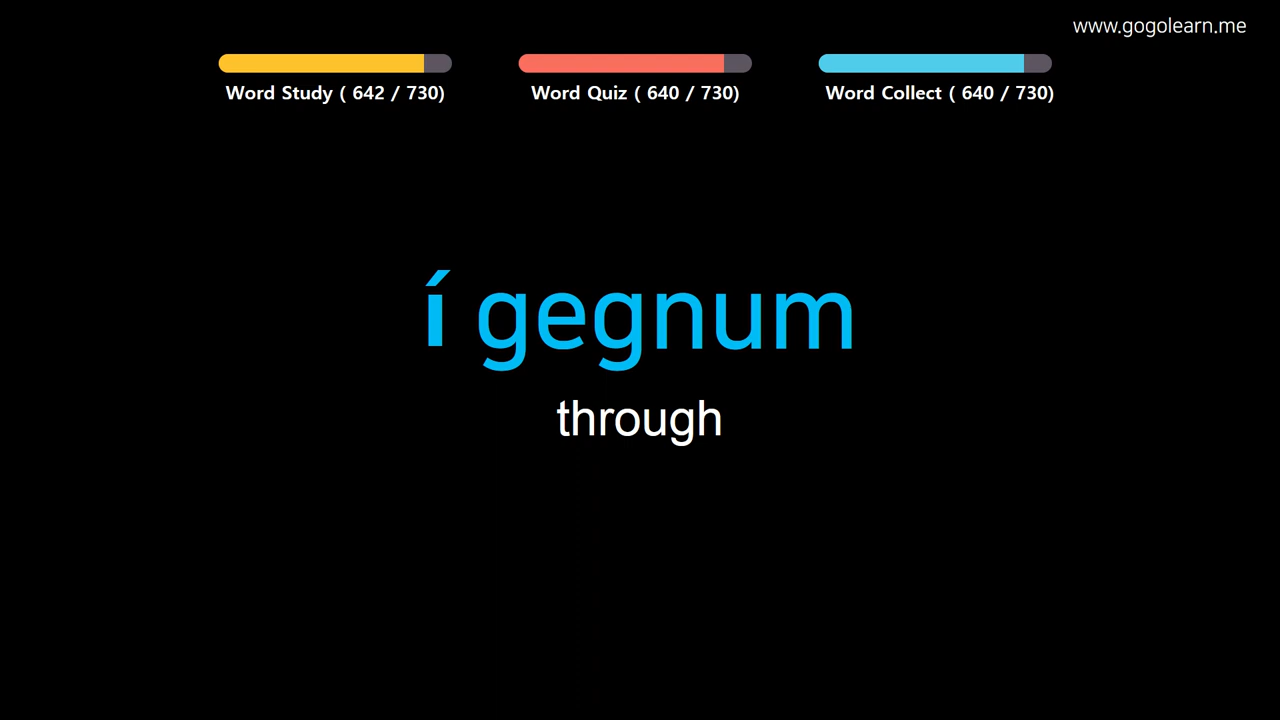 www.gogolearn.me
Word Study ( 642 / 730)
Word Quiz ( 640 / 730)
Word Collect ( 640 / 730)
í gegnum
through